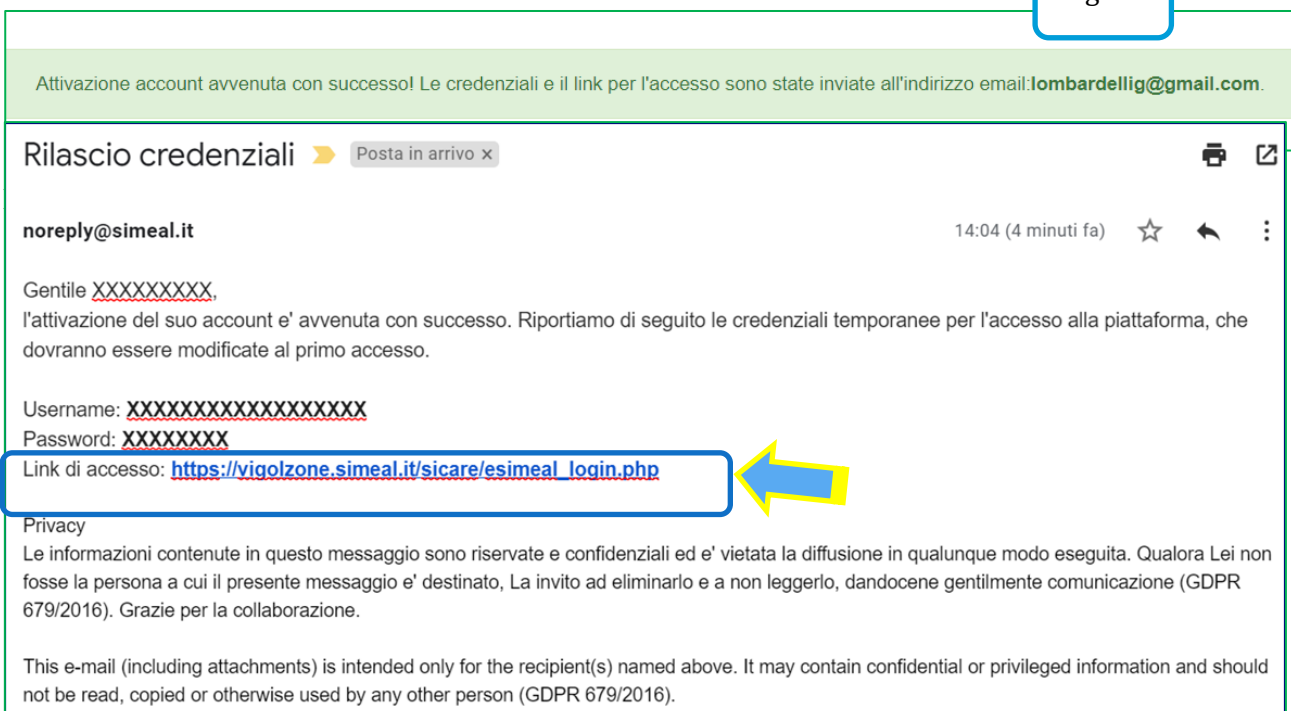 Attivazione account avvenuta con successo! Le credenziali e il link per l'accesso sono state inviate all'indirizzo email:lombardellig@gmail.com.
Rilascio credenziali Posta in arrivo x
noreply@simeal.it 14:04 (4 minuti fa)
Gentile XXXXXXXXX,
l'attivazione del suo account e' avvenuta con successo. Riportiamo di seguito le credenziali temporanee per l'accesso alla piattaforma, che
dovranno essere modificate al primo accesso.
Username: XXXXXXXXXXXXXXXXXX
Password: XXXXXXXX
Link di accesso: https://vigolzone.simeal.it/sicare/esimeal_login.php
Privacy
Le informazioni contenute in questo messaggio sono riservate e confidenziali ed e' vietata la diffusione in qualunque modo eseguita. Qualora Lei non
fosse la persona a cui il presente messaggio e' destinato, La invito ad eliminarlo e a non leggerlo, dandocene gentilmente comunicazione (GDPR
679/2016). Grazie per la collaborazione.
This e-mail (including attachments) is intended only for the recipient(s) named above. It may contain confidential or privileged information and should
not be read, copied or otherwise used by any other person (GDPR 679/2016).